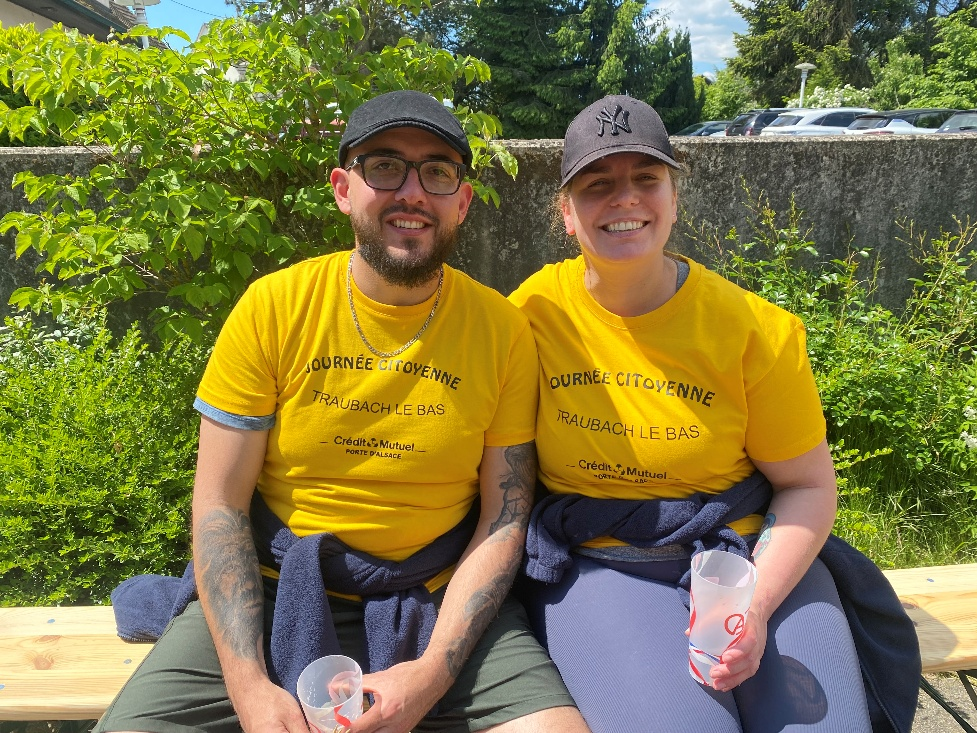 NY
JOURNÉE CITOYENNE
TRAUBACH LE BAS
Crédit Mutuel
PORTE D'ALSACE
OURNÉE CITOYENNE
TRAUBACH LE BAS
Crédit Mutuel